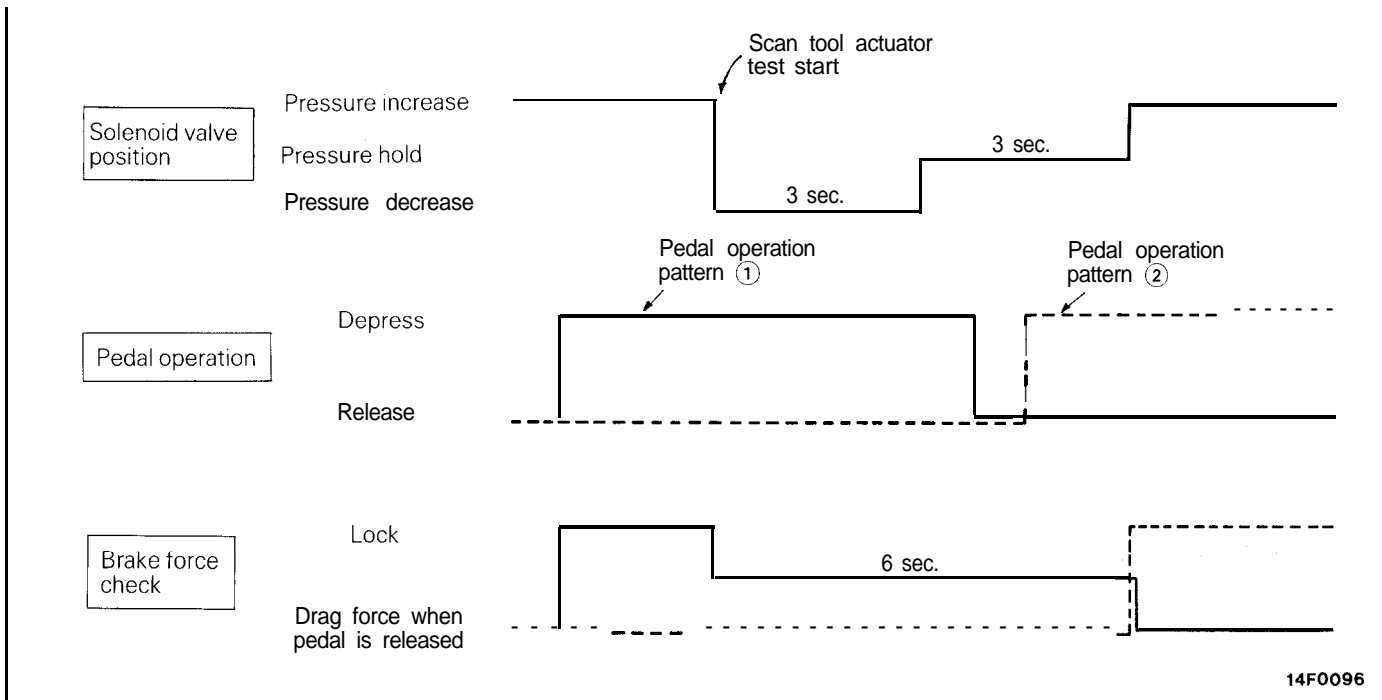 Scan tool actuator
test start
Pressure increase
Solenoid valve
position
Pressure hold
3 sec.
Pressure decrease
3 sec.
Pedal operation
pattern ①
Pedal operation
pattern ②
Depress
Pedal operation
Release
Lock
Brake force
check
6 sec.
Drag force when
pedal is released
14F0096